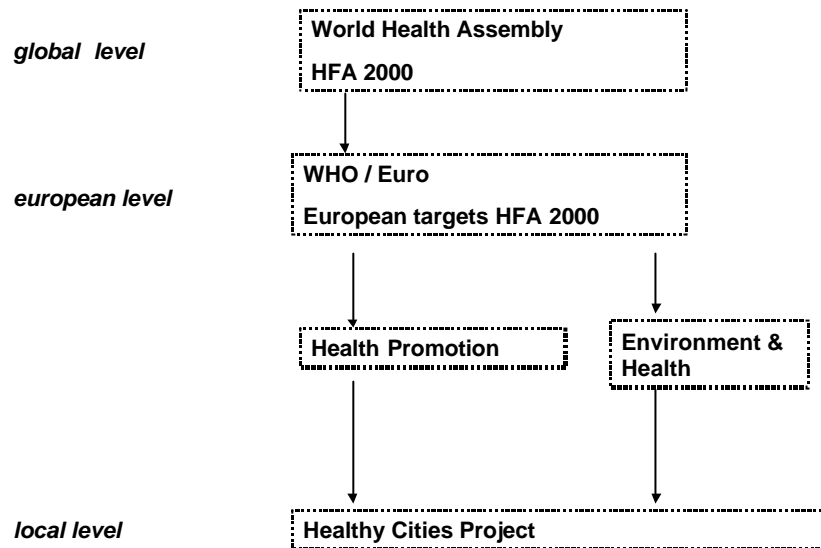 global level
World Health Assembly
HFA 2000
european level
WHO / Euro
European targets HFA 2000
Health Promotion
Environment &
Health
local level
Healthy Cities Project